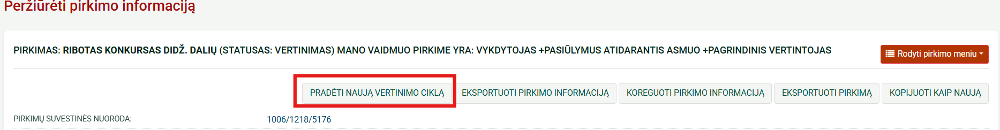 Peržiūrėti pirkimo informaciją
PIRKIMAS: RIBOTAS KONKURSAS DIDŽ. DALIŲ (STATUSAS: VERTINIMAS) MANO VAIDMUO PIRKIME YRA: VYKDYTOJAS +PASIŪLYMUS ATIDARANTIS ASMUO +PAGRINDINIS VERTINTOJAS
Rodyti pirkimo meniu
PRADĖTI NAUJĄ VERTINIMO CIKLĄ EKSPORTUOTI PIRKIMO INFORMACIJĄ KOREGUOTI PIRKIMO INFORMACIJĄ EKSPORTUOTI PIRKIMĄ KOPIJUOTI KAIP NAUJĄ
PIRKIMŲ SUVESTINĖS NUORODA: 1006/1218/5176